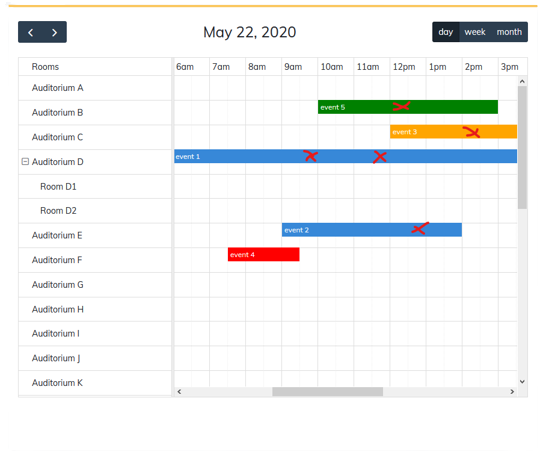 May 22, 2020
day week month
Rooms 6am 7am 8am 9am 10am 11am 12pm 1pm 2pm 3pm
Auditorium A
Auditorium B event 5
Auditorium C event 3
Auditorium D event 1
Room D1
Room D2
Auditorium E event 2
Auditorium F event 4
Auditorium G
Auditorium H
Auditorium I
Auditorium J
Auditorium K